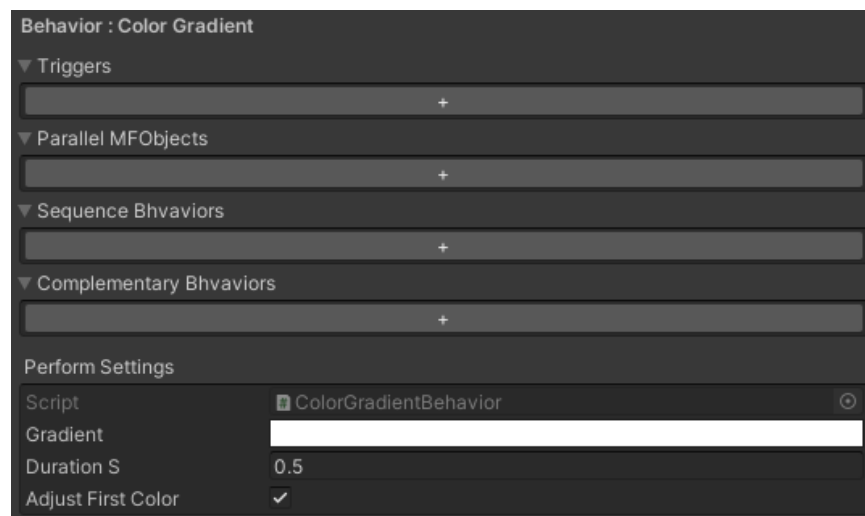 Behavior : Color Gradient
Triggers
+
Parallel MFObjects
+
Sequence Bhvaviors
+
Complementary Bhvaviors
+
Perform Settings
Script ColorGradientBehavior
Gradient
Duration S 0.5
Adjust First Color